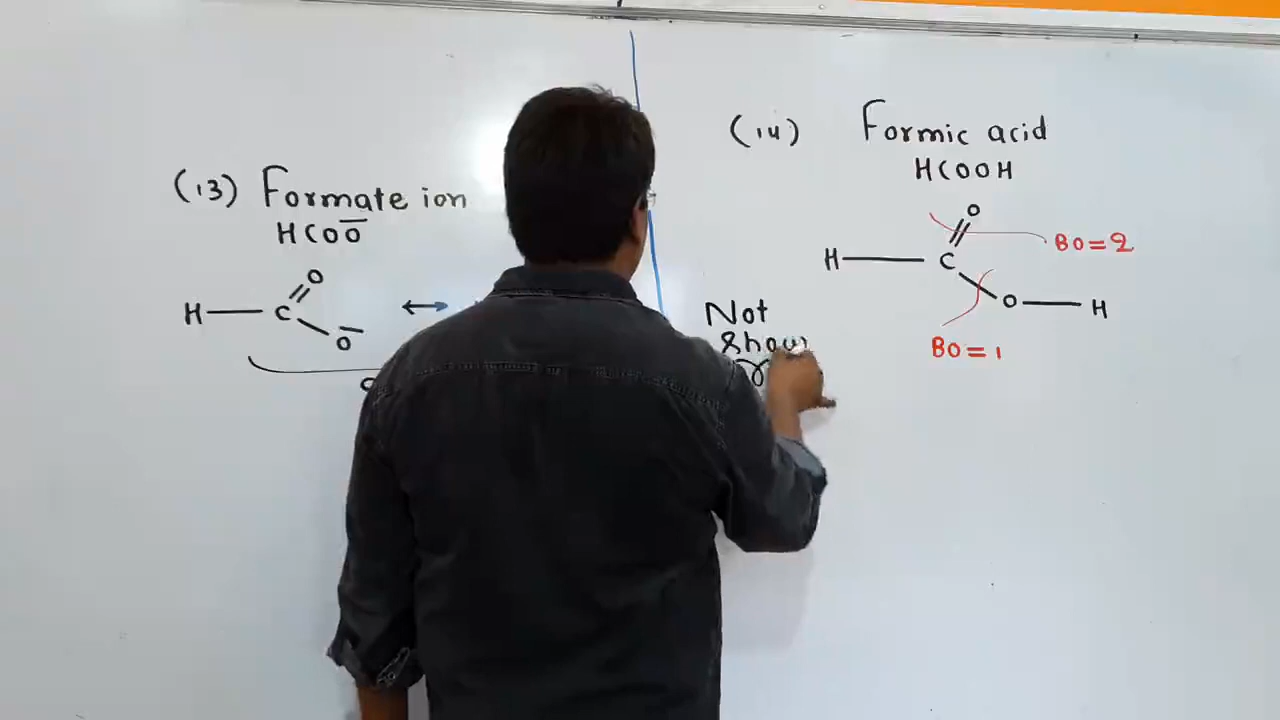 (13) Formate ion
HCOO̅
O
H — C
O̅
↔
(14) Formic acid
HCOOH
O
BO = 2
H — C
O — H
BO = 1
Not
Show